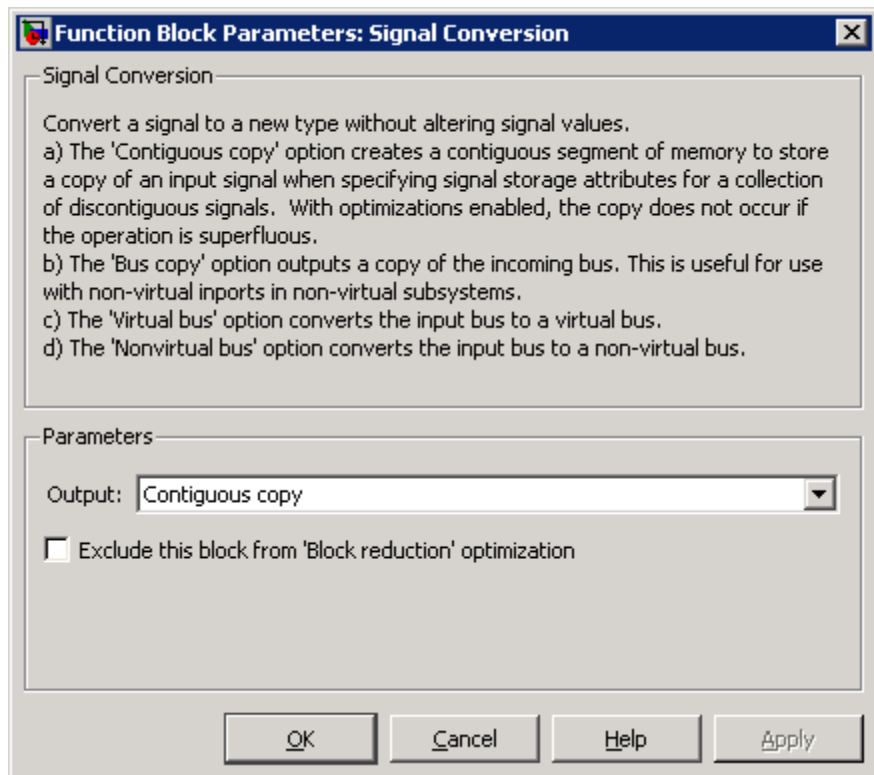 Function Block Parameters: Signal Conversion
Signal Conversion
Convert a signal to a new type without altering signal values.
a) The 'Contiguous copy' option creates a contiguous segment of memory to store
a copy of an input signal when specifying signal storage attributes for a collection
of discontiguous signals.  With optimizations enabled, the copy does not occur if
the operation is superfluous.
b) The 'Bus copy' option outputs a copy of the incoming bus. This is useful for use
with non-virtual inports in non-virtual subsystems.
c) The 'Virtual bus' option converts the input bus to a virtual bus.
d) The 'Nonvirtual bus' option converts the input bus to a non-virtual bus.
Parameters
Output: Contiguous copy
Exclude this block from 'Block reduction' optimization
OK Cancel Help Apply